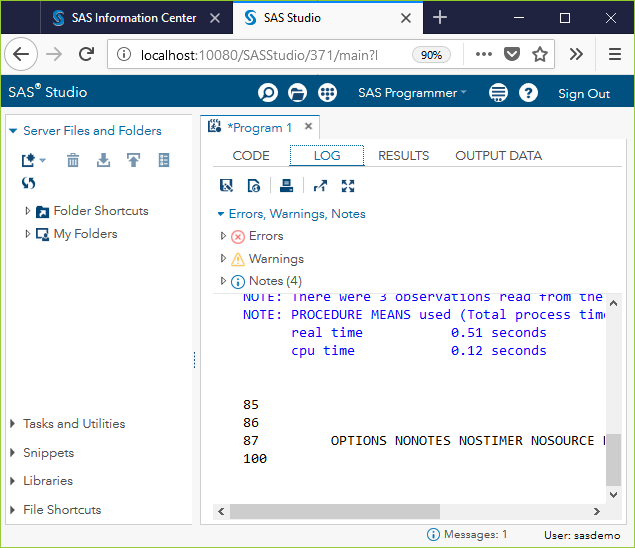 SAS Information Center
SAS Studio
localhost:10080/SASStudio/371/main?l
90%
SAS® Studio
SAS Programmer
Sign Out
Server Files and Folders
Folder Shortcuts
My Folders
Tasks and Utilities
Snippets
Libraries
File Shortcuts
*Program 1
CODE LOG RESULTS OUTPUT DATA
Errors, Warnings, Notes
Errors
Warnings
Notes (4)
NOTE: There were 3 observations read from the
NOTE: PROCEDURE MEANS used (Total process time
real time 0.51 seconds
cpu time 0.12 seconds
85
86
87 OPTIONS NONOTES NOSTIMER NOSOURCE
100
Messages: 1
User: sasdemo